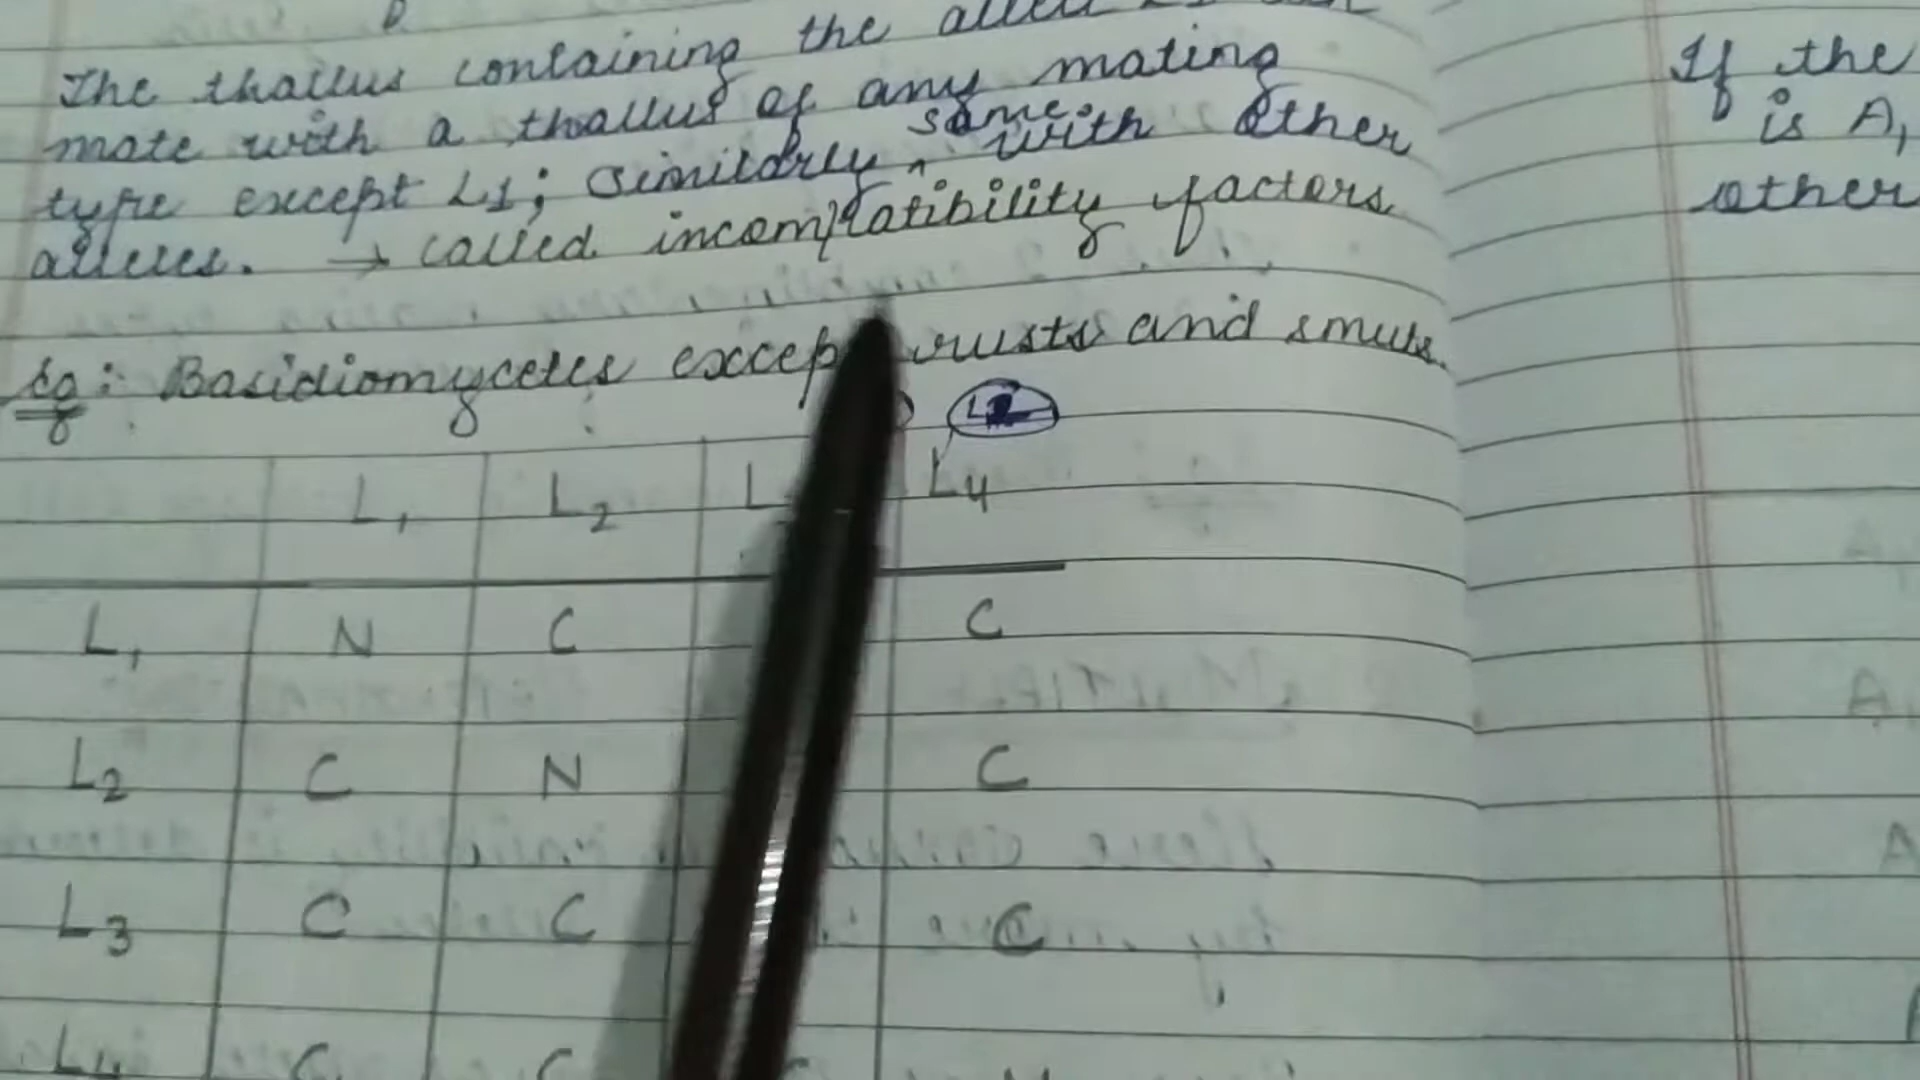 The thallus containing the
mate with a thallus of any mating
type except L1; similarly ^ same with other
alleles. → called incompatibility factors
Eg: Basidiomycetes except rusts and smuts.
L1 L2 L L4
L1 N C C
L2 C N C
L3 C C C
L4 C C N
If the
is A,
other